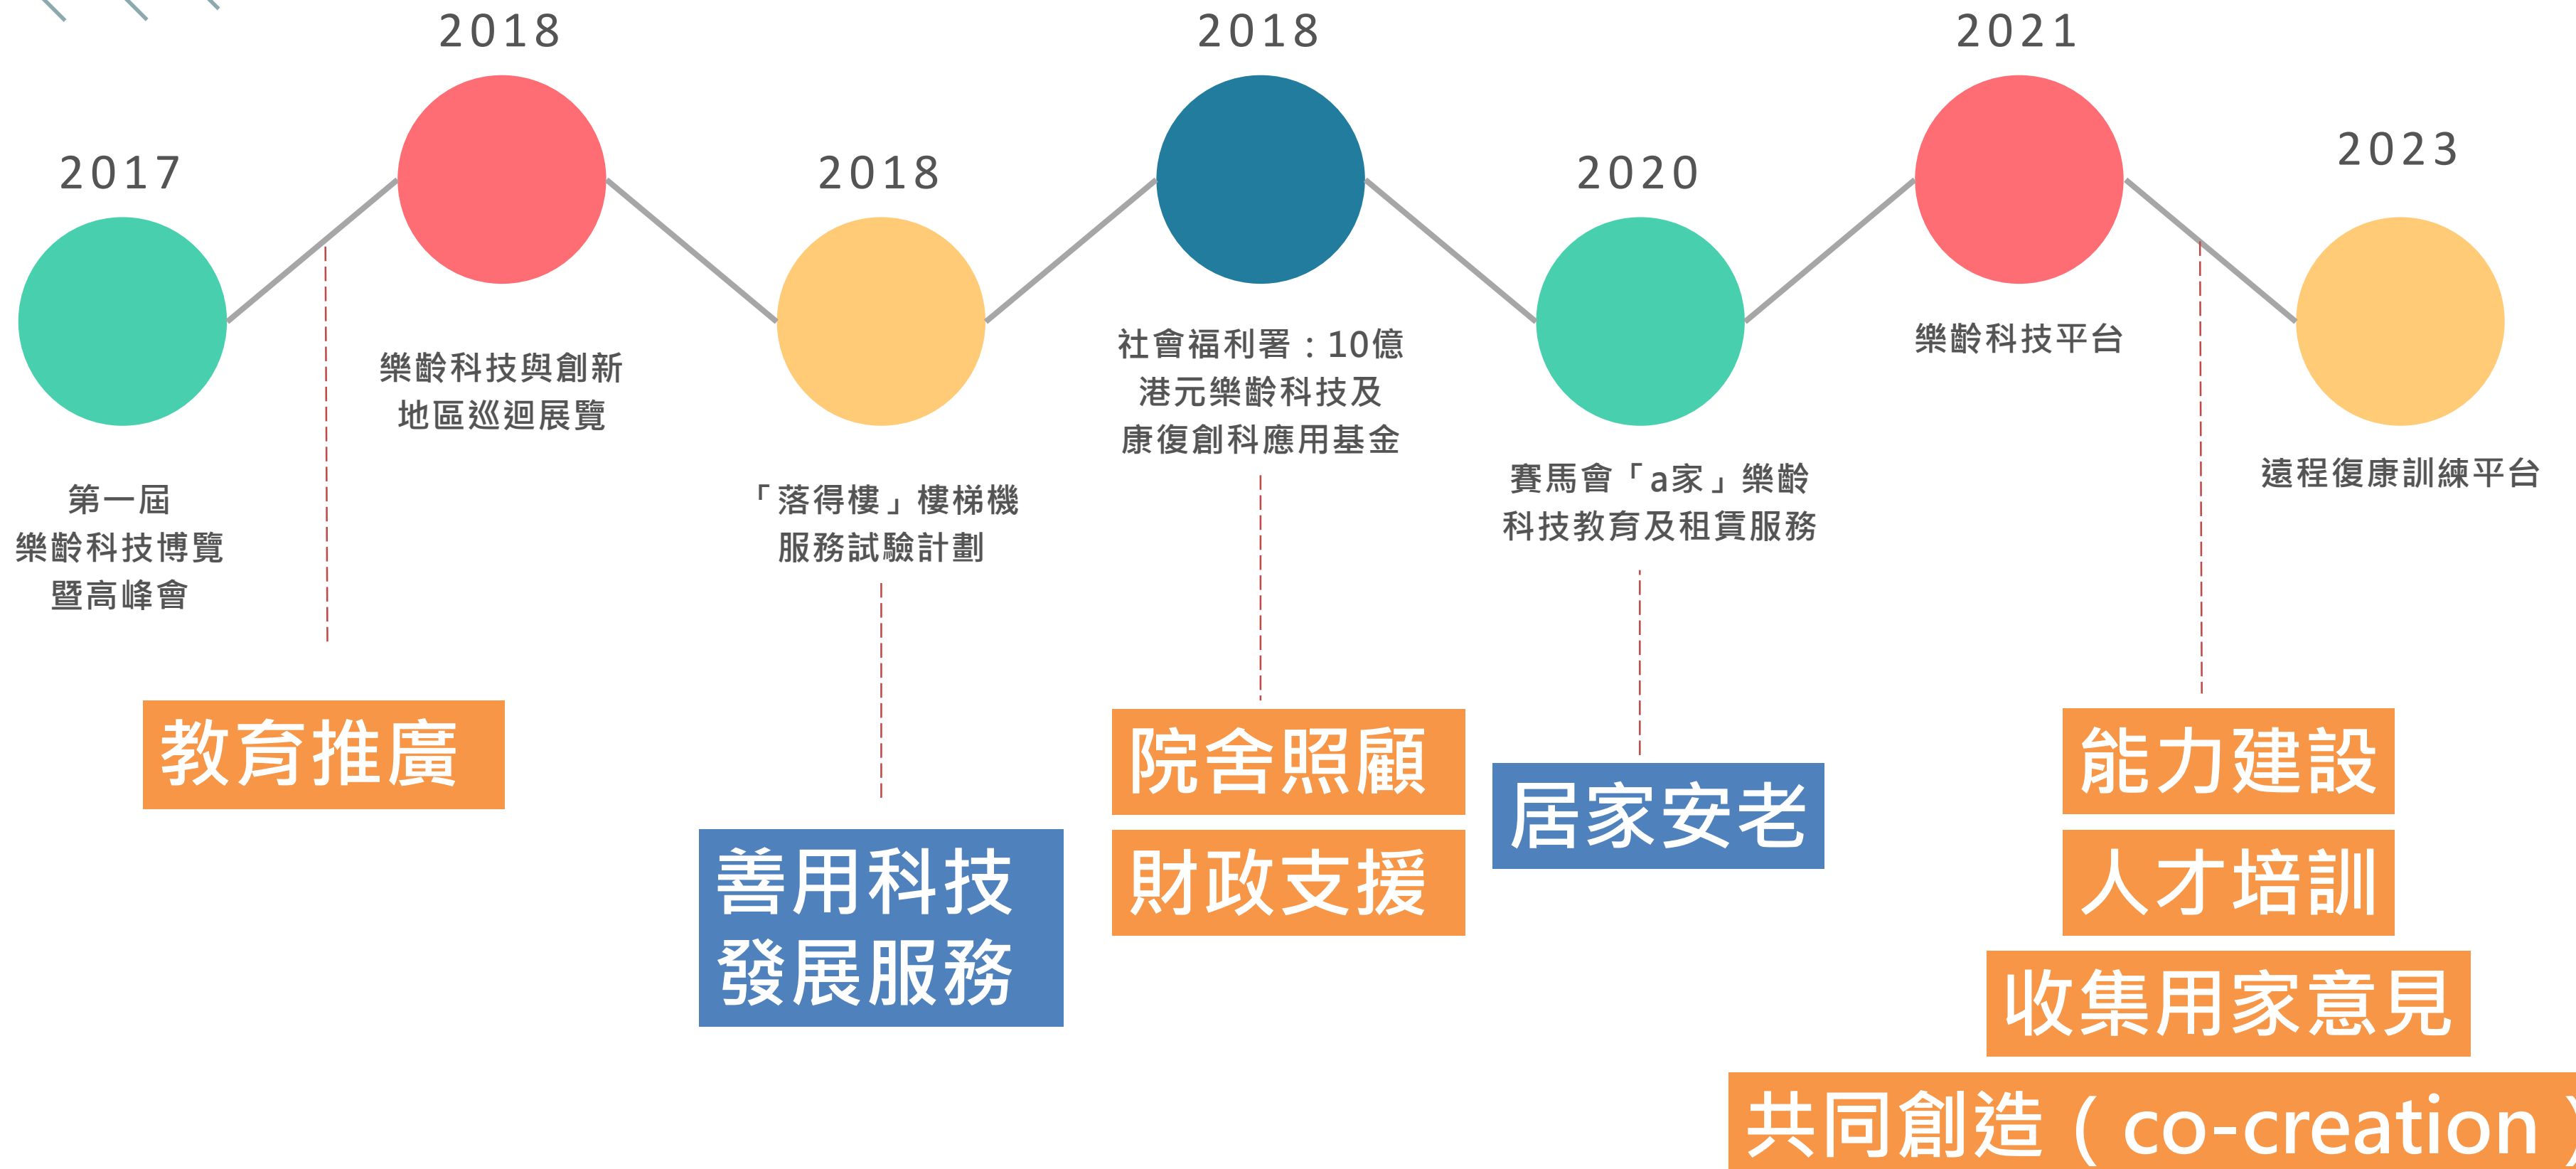 2017
第一屆
樂齡科技博覽
暨高峰會
2018
樂齡科技與創新
地區巡迴展覽
教育推廣
2018
「落得樓」樓梯機
服務試驗計劃
善用科技
發展服務
2018
社會福利署：10億
港元樂齡科技及
康復創科應用基金
院舍照顧
財政支援
2020
賽馬會「a家」樂齡
科技教育及租賃服務
居家安老
2021
樂齡科技平台
2023
遠程復康訓練平台
能力建設
人才培訓
收集用家意見
共同創造（co-creation）